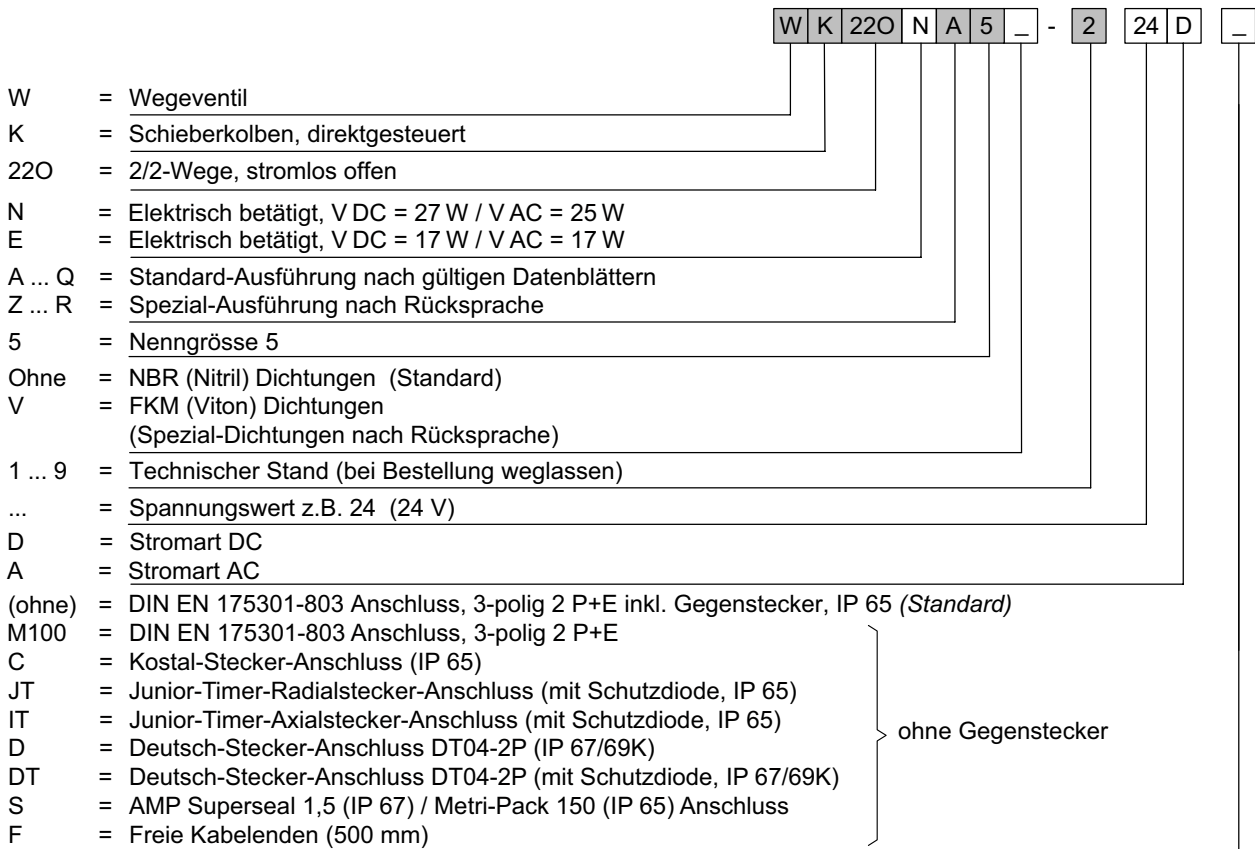 W K 22O N A 5 _ - 2 24 D _
W = Wegeventil
K = Schieberkolben, direktgesteuert
22O = 2/2-Wege, stromlos offen
N = Elektrisch betätigt, V DC = 27 W / V AC = 25 W
E = Elektrisch betätigt, V DC = 17 W / V AC = 17 W
A ... Q = Standard-Ausführung nach gültigen Datenblättern
Z ... R = Spezial-Ausführung nach Rücksprache
5 = Nenngrösse 5
Ohne = NBR (Nitril) Dichtungen (Standard)
V = FKM (Viton) Dichtungen
(Spezial-Dichtungen nach Rücksprache)
1 ... 9 = Technischer Stand (bei Bestellung weglassen)
... = Spannungswert z.B. 24 (24 V)
D = Stromart DC
A = Stromart AC
(ohne) = DIN EN 175301-803 Anschluss, 3-polig 2 P+E inkl. Gegenstecker, IP 65 (Standard)
M100 = DIN EN 175301-803 Anschluss, 3-polig 2 P+E
C = Kostal-Stecker-Anschluss (IP 65)
JT = Junior-Timer-Radialstecker-Anschluss (mit Schutzdiode, IP 65)
IT = Junior-Timer-Axialstecker-Anschluss (mit Schutzdiode, IP 65)
D = Deutsch-Stecker-Anschluss DT04-2P (IP 67/69K)
DT = Deutsch-Stecker-Anschluss DT04-2P (mit Schutzdiode, IP 67/69K)
S = AMP Superseal 1,5 (IP 67) / Metri-Pack 150 (IP 65) Anschluss
F = Freie Kabelenden (500 mm)
ohne Gegenstecker